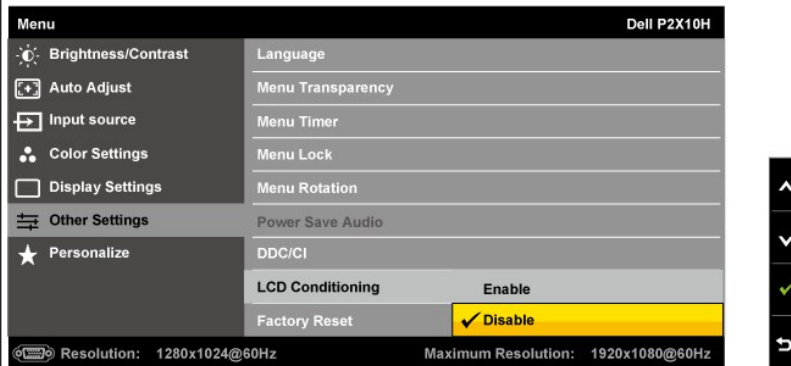 Menu Dell P2X10H
Brightness/Contrast Language
Auto Adjust Menu Transparency
Input source Menu Timer
Color Settings Menu Lock
Display Settings Menu Rotation
Other Settings Power Save Audio
Personalize DDC/CI
LCD Conditioning Enable
Factory Reset Disable
Resolution: 1280x1024@60Hz Maximum Resolution: 1920x1080@60Hz